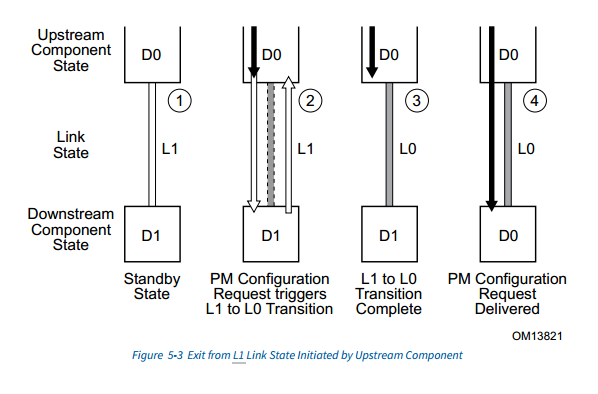 Upstream
Component
State
D0
D0
D0
D0
1
2
3
4
Link
State
L1
L1
L0
L0
Downstream
Component
State
D1
D1
D1
D0
Standby
State
PM Configuration
Request triggers
L1 to L0 Transition
L1 to L0
Transition
Complete
PM Configuration
Request
Delivered
OM13821
Figure 5-3 Exit from L1 Link State Initiated by Upstream Component